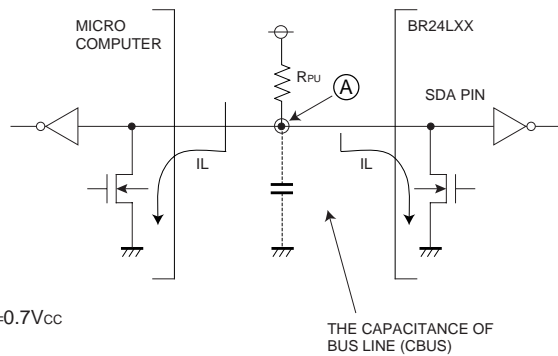 MICRO
COMPUTER
BR24LXX
RPU
A
SDA PIN
IL
IL
=0.7VCC
THE CAPACITANCE OF
BUS LINE (CBUS)